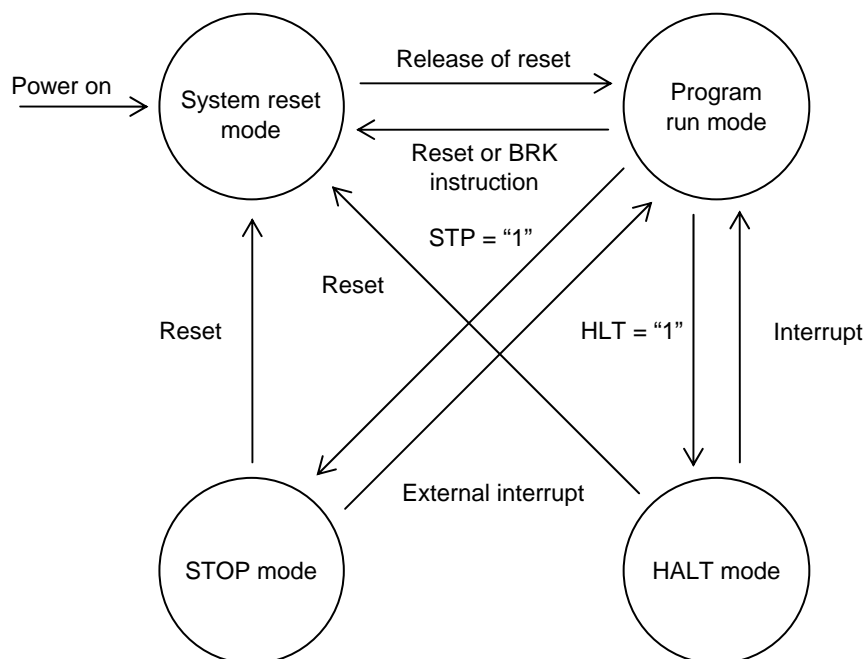 Power on
System reset
mode
Release of reset
Program
run mode
Reset or BRK
instruction
STP = “1”
Reset
Reset
HLT = “1”
Interrupt
External interrupt
STOP mode
HALT mode